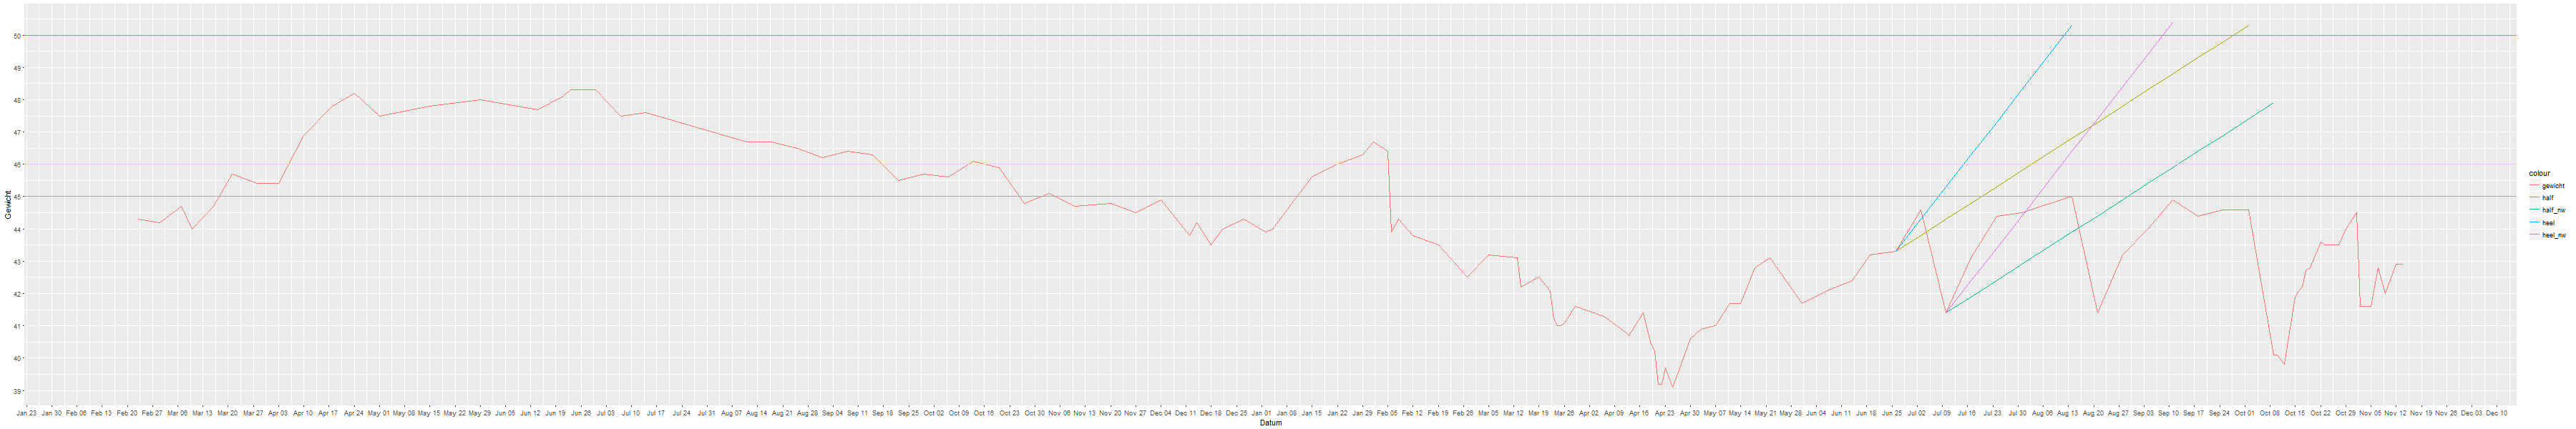 50
49
48
47
46
45
44
43
42
41
40
39
Gewicht
Jan 23 Jan 30 Feb 06 Feb 13 Feb 20 Feb 27 Mar 06 Mar 13 Mar 20 Mar 27 Apr 03 Apr 10 Apr 17 Apr 24 May 01 May 08 May 15 May 22 May 29 Jun 05 Jun 12 Jun 19 Jun 26 Jul 03 Jul 10 Jul 17 Jul 24 Jul 31 Aug 07 Aug 14 Aug 21 Aug 28 Sep 04 Sep 11 Sep 18 Sep 25 Oct 02 Oct 09 Oct 16 Oct 23 Oct 30 Nov 06 Nov 13 Nov 20 Nov 27 Dec 04 Dec 11 Dec 18 Dec 25 Jan 01 Jan 08 Jan 15 Jan 22 Jan 29 Feb 05 Feb 12 Feb 19 Feb 26 Mar 05 Mar 12 Mar 19 Mar 26 Apr 02 Apr 09 Apr 16 Apr 23 Apr 30 May 07 May 14 May 21 May 28 Jun 04 Jun 11 Jun 18 Jun 25 Jul 02 Jul 09 Jul 16 Jul 23 Jul 30 Aug 06 Aug 13 Aug 20 Aug 27 Sep 03 Sep 10 Sep 17 Sep 24 Oct 01 Oct 08 Oct 15 Oct 22 Oct 29 Nov 05 Nov 12 Nov 19 Nov 26 Dec 03 Dec 10
Datum
colour
gewicht
half
half_nw
heel
heel_nw